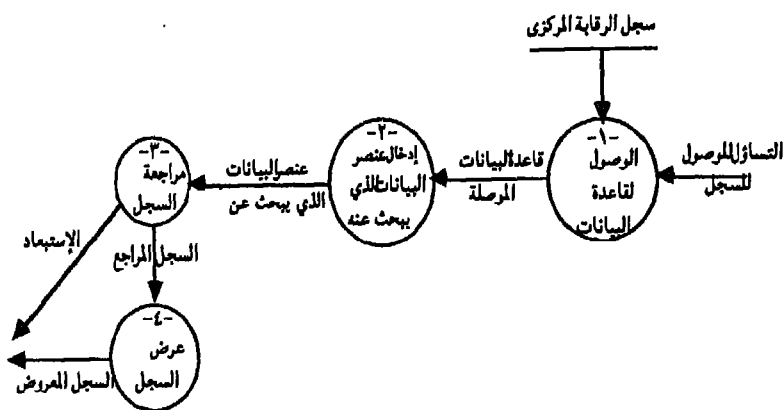 سجل الرقابة المركزى
التساؤل الموصول
للسجل
-١-
الوصول
لقاعدة
البيانات
قاعدة البيانات
الموصلة
-٢-
إدخال عنصر
البيانات الذي
يبحث عنه
عنصر البيانات
الذي يبحث عن
-٣-
مراجعة
السجل
الإستبعاد
السجل المراجع
-٤-
عرض
السجل
السجل المعروض